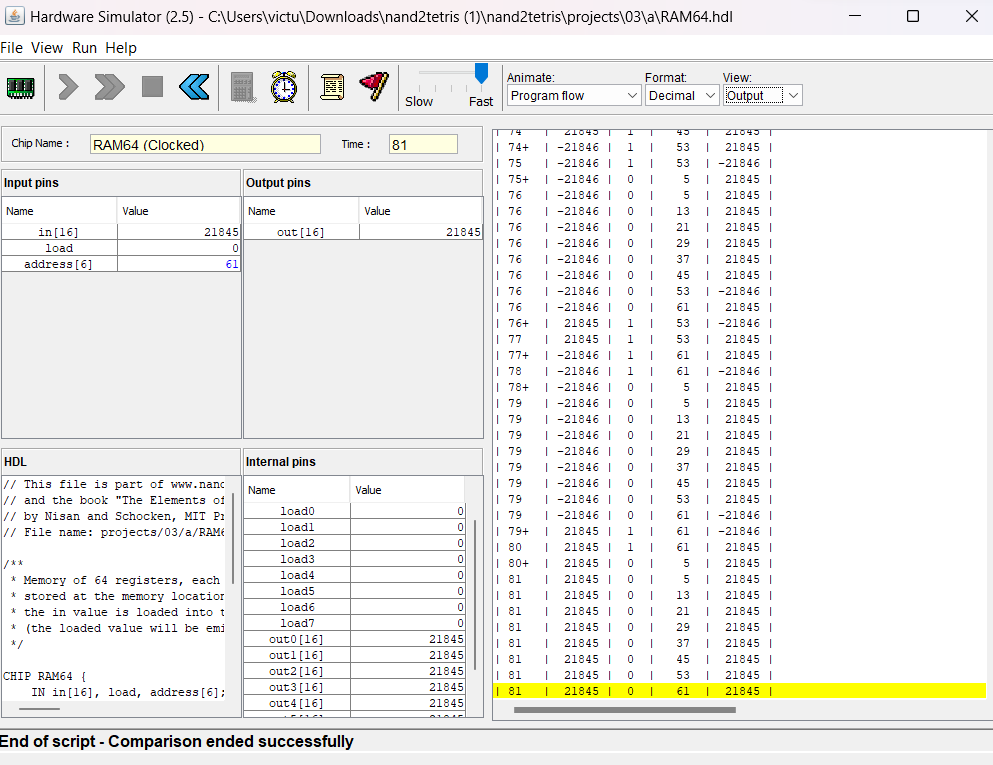 Hardware Simulator (2.5) - C:\Users\victu\Downloads\nand2tetris (1)\nand2tetris\projects\03\a\RAM64.hdl
File View Run Help
Slow Fast
Animate: Format: View:
Program flow Decimal Output
Chip Name : RAM64 (Clocked) Time : 81
Input pins
Name Value
in[16] 21845
load 0
address[6] 61
Output pins
Name Value
out[16] 21845
HDL
// This file is part of www.nand
// and the book "The Elements of
// by Nisan and Schocken, MIT Pr
// File name: projects/03/a/RAM6
/**
* Memory of 64 registers, each
* stored at the memory location
* the in value is loaded into t
* (the loaded value will be emi
*/
CHIP RAM64 {
IN in[16], load, address[6];
Internal pins
Name Value
load0 0
load1 0
load2 0
load3 0
load4 0
load5 0
load6 0
load7 0
out0[16] 21845
out1[16] 21845
out2[16] 21845
out3[16] 21845
out4[16] 21845
| 74 | 21845 | 1 | 45 | 21845 |
| 74+ | -21846 | 1 | 53 | 21845 |
| 75 | -21846 | 1 | 53 | -21846 |
| 75+ | -21846 | 0 | 5 | 21845 |
| 76 | -21846 | 0 | 5 | 21845 |
| 76 | -21846 | 0 | 13 | 21845 |
| 76 | -21846 | 0 | 21 | 21845 |
| 76 | -21846 | 0 | 29 | 21845 |
| 76 | -21846 | 0 | 37 | 21845 |
| 76 | -21846 | 0 | 45 | 21845 |
| 76 | -21846 | 0 | 53 | -21846 |
| 76 | -21846 | 0 | 61 | 21845 |
| 76+ | 21845 | 1 | 53 | -21846 |
| 77 | 21845 | 1 | 53 | 21845 |
| 77+ | -21846 | 1 | 61 | 21845 |
| 78 | -21846 | 1 | 61 | -21846 |
| 78+ | -21846 | 0 | 5 | 21845 |
| 79 | -21846 | 0 | 5 | 21845 |
| 79 | -21846 | 0 | 13 | 21845 |
| 79 | -21846 | 0 | 21 | 21845 |
| 79 | -21846 | 0 | 29 | 21845 |
| 79 | -21846 | 0 | 37 | 21845 |
| 79 | -21846 | 0 | 45 | 21845 |
| 79 | -21846 | 0 | 53 | 21845 |
| 79 | -21846 | 0 | 61 | -21846 |
| 79+ | 21845 | 1 | 61 | -21846 |
| 80 | 21845 | 1 | 61 | 21845 |
| 80+ | 21845 | 0 | 5 | 21845 |
| 81 | 21845 | 0 | 5 | 21845 |
| 81 | 21845 | 0 | 13 | 21845 |
| 81 | 21845 | 0 | 21 | 21845 |
| 81 | 21845 | 0 | 29 | 21845 |
| 81 | 21845 | 0 | 37 | 21845 |
| 81 | 21845 | 0 | 45 | 21845 |
| 81 | 21845 | 0 | 53 | 21845 |
| 81 | 21845 | 0 | 61 | 21845 |
End of script - Comparison ended successfully